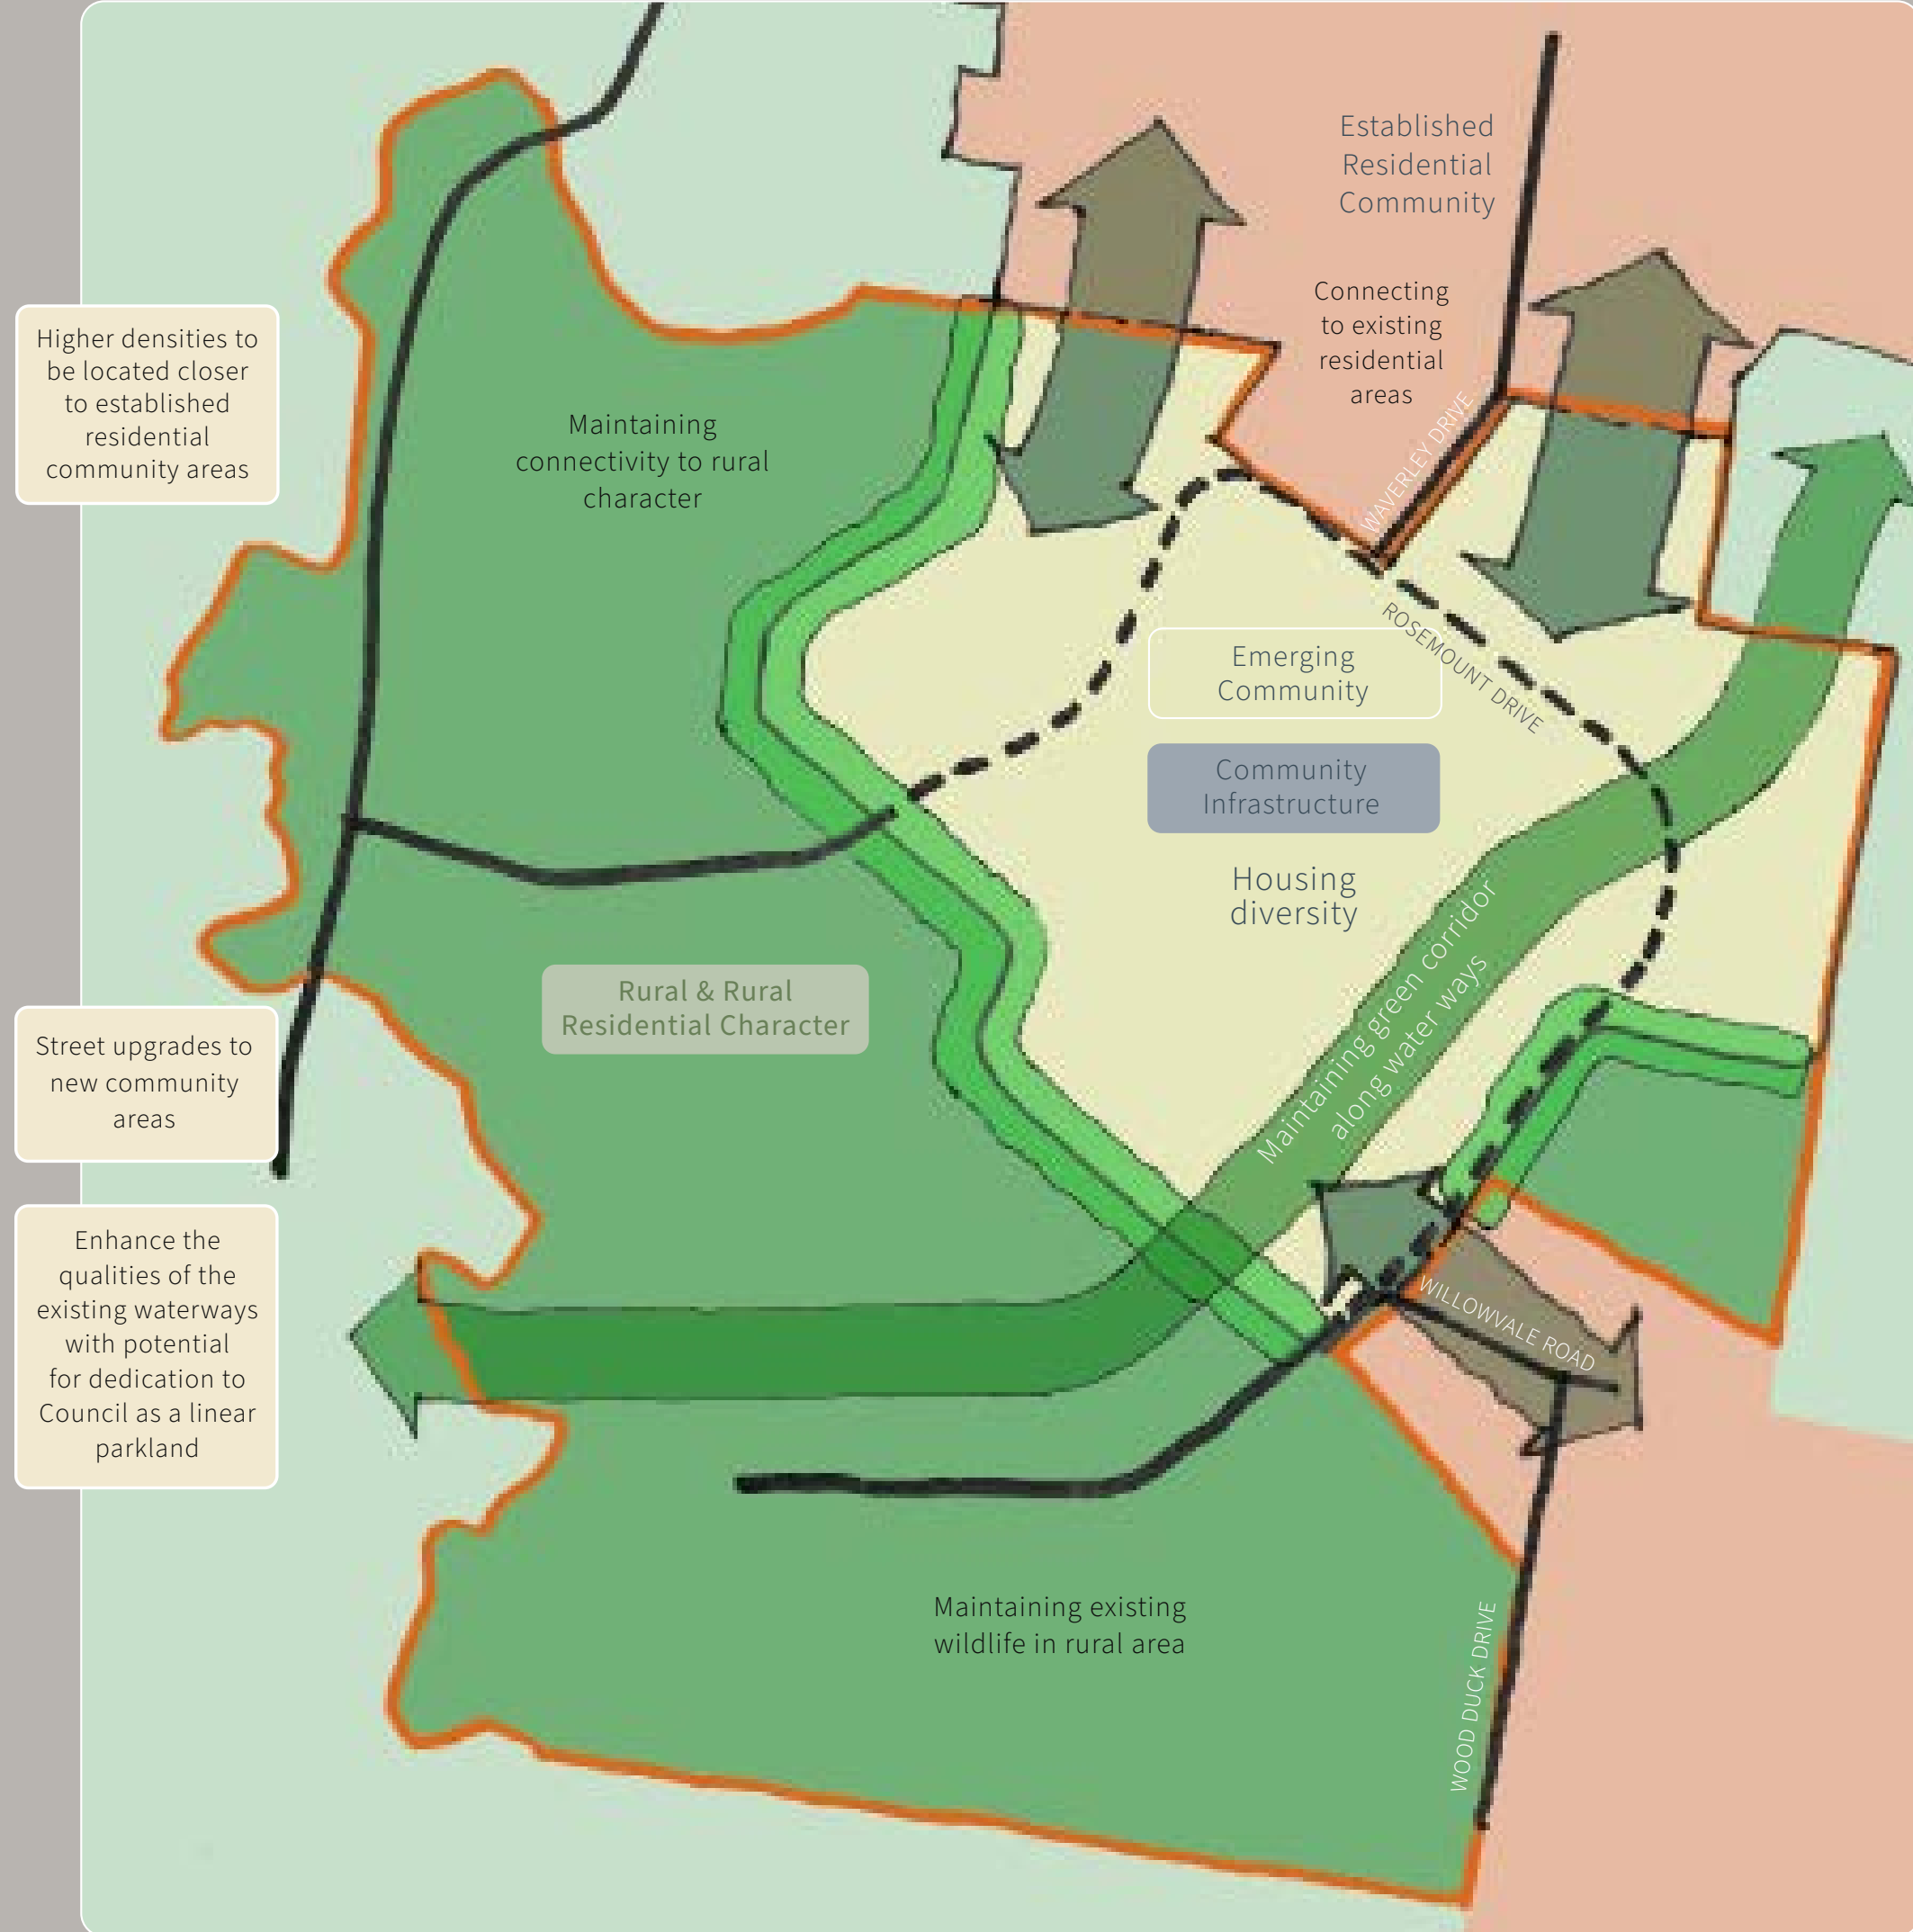 Established
Residential
Community
Connecting
to existing
residential
areas
Higher densities to
be located closer
to established
residential
community areas
Maintaining
connectivity to rural
character
WAVERLEY DRIVE
ROSEMOUNT DRIVE
Emerging
Community
Community
Infrastructure
Housing
diversity
Maintaining green corridor
along water ways
Rural & Rural
Residential Character
Street upgrades to
new community
areas
Enhance the
qualities of the
existing waterways
with potential
for dedication to
Council as a linear
parkland
WILLOWVALE ROAD
Maintaining existing
wildlife in rural area
WOOD DUCK DRIVE